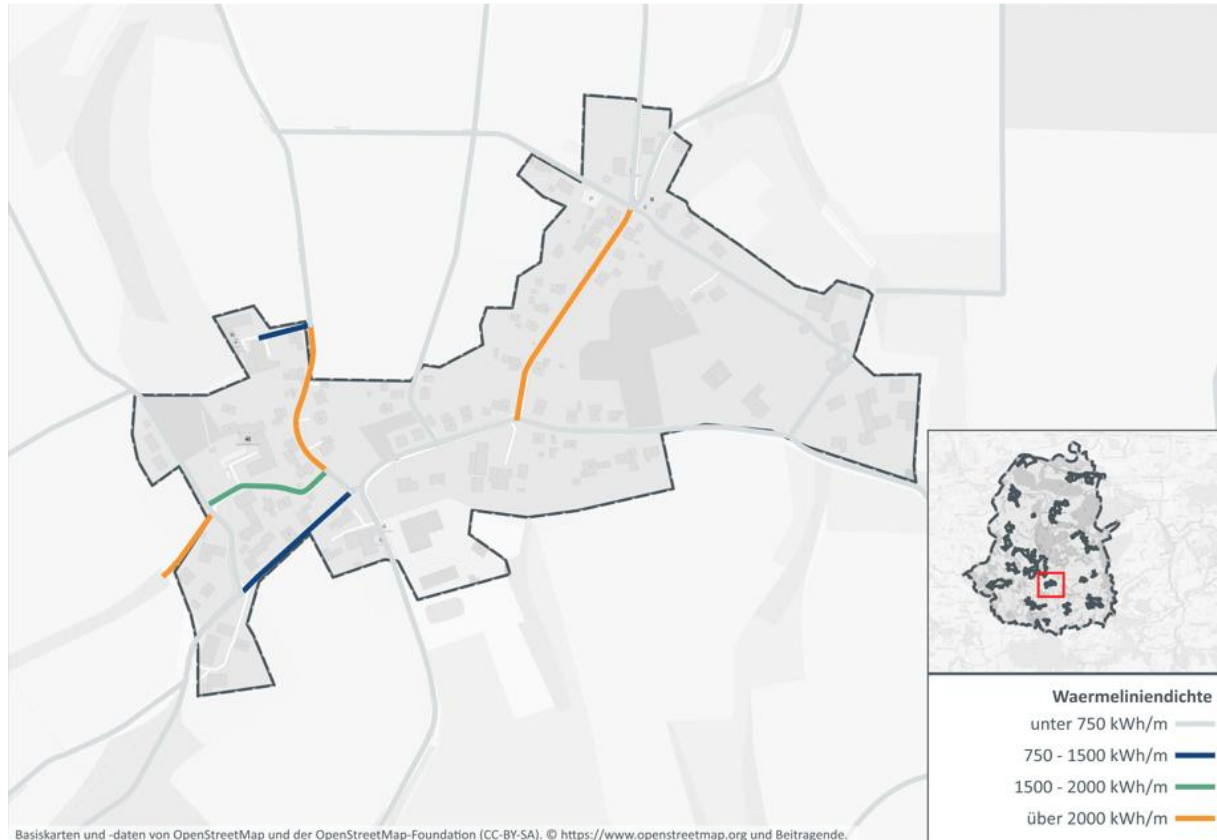 Waermeliniendichte
unter 750 kWh/m
750 - 1500 kWh/m
1500 - 2000 kWh/m
über 2000 kWh/m
Basiskarten und -daten von OpenStreetMap und der OpenStreetMap-Foundation (CC-BY-SA). © https://www.openstreetmap.org und Beitragende.